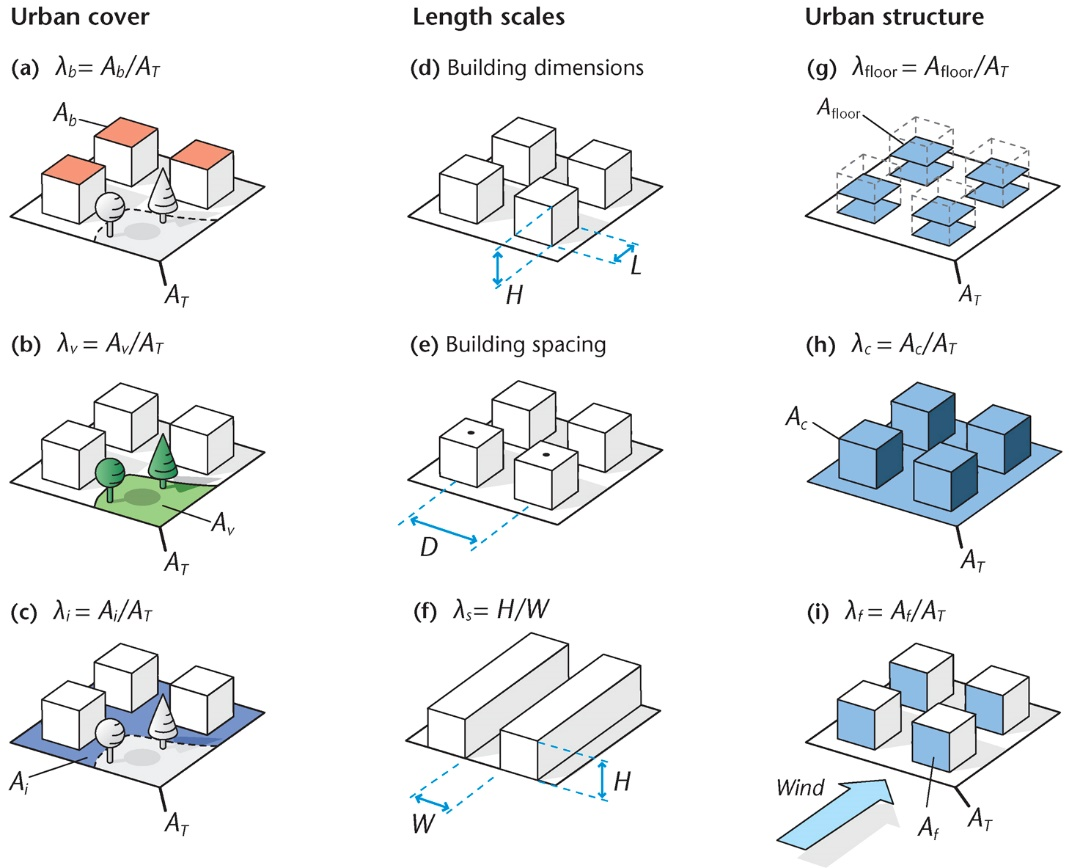 Urban cover
(a) λb = Ab/AT
Ab
AT
(b) λv = Av/AT
Av
AT
(c) λi = Ai/AT
Ai
AT
Length scales
(d) Building dimensions
H
L
(e) Building spacing
D
(f) λs = H/W
W
H
Urban structure
(g) λfloor = Afloor/AT
Afloor
AT
(h) λc = Ac/AT
Ac
AT
(i) λf = Af/AT
Wind
Af
AT